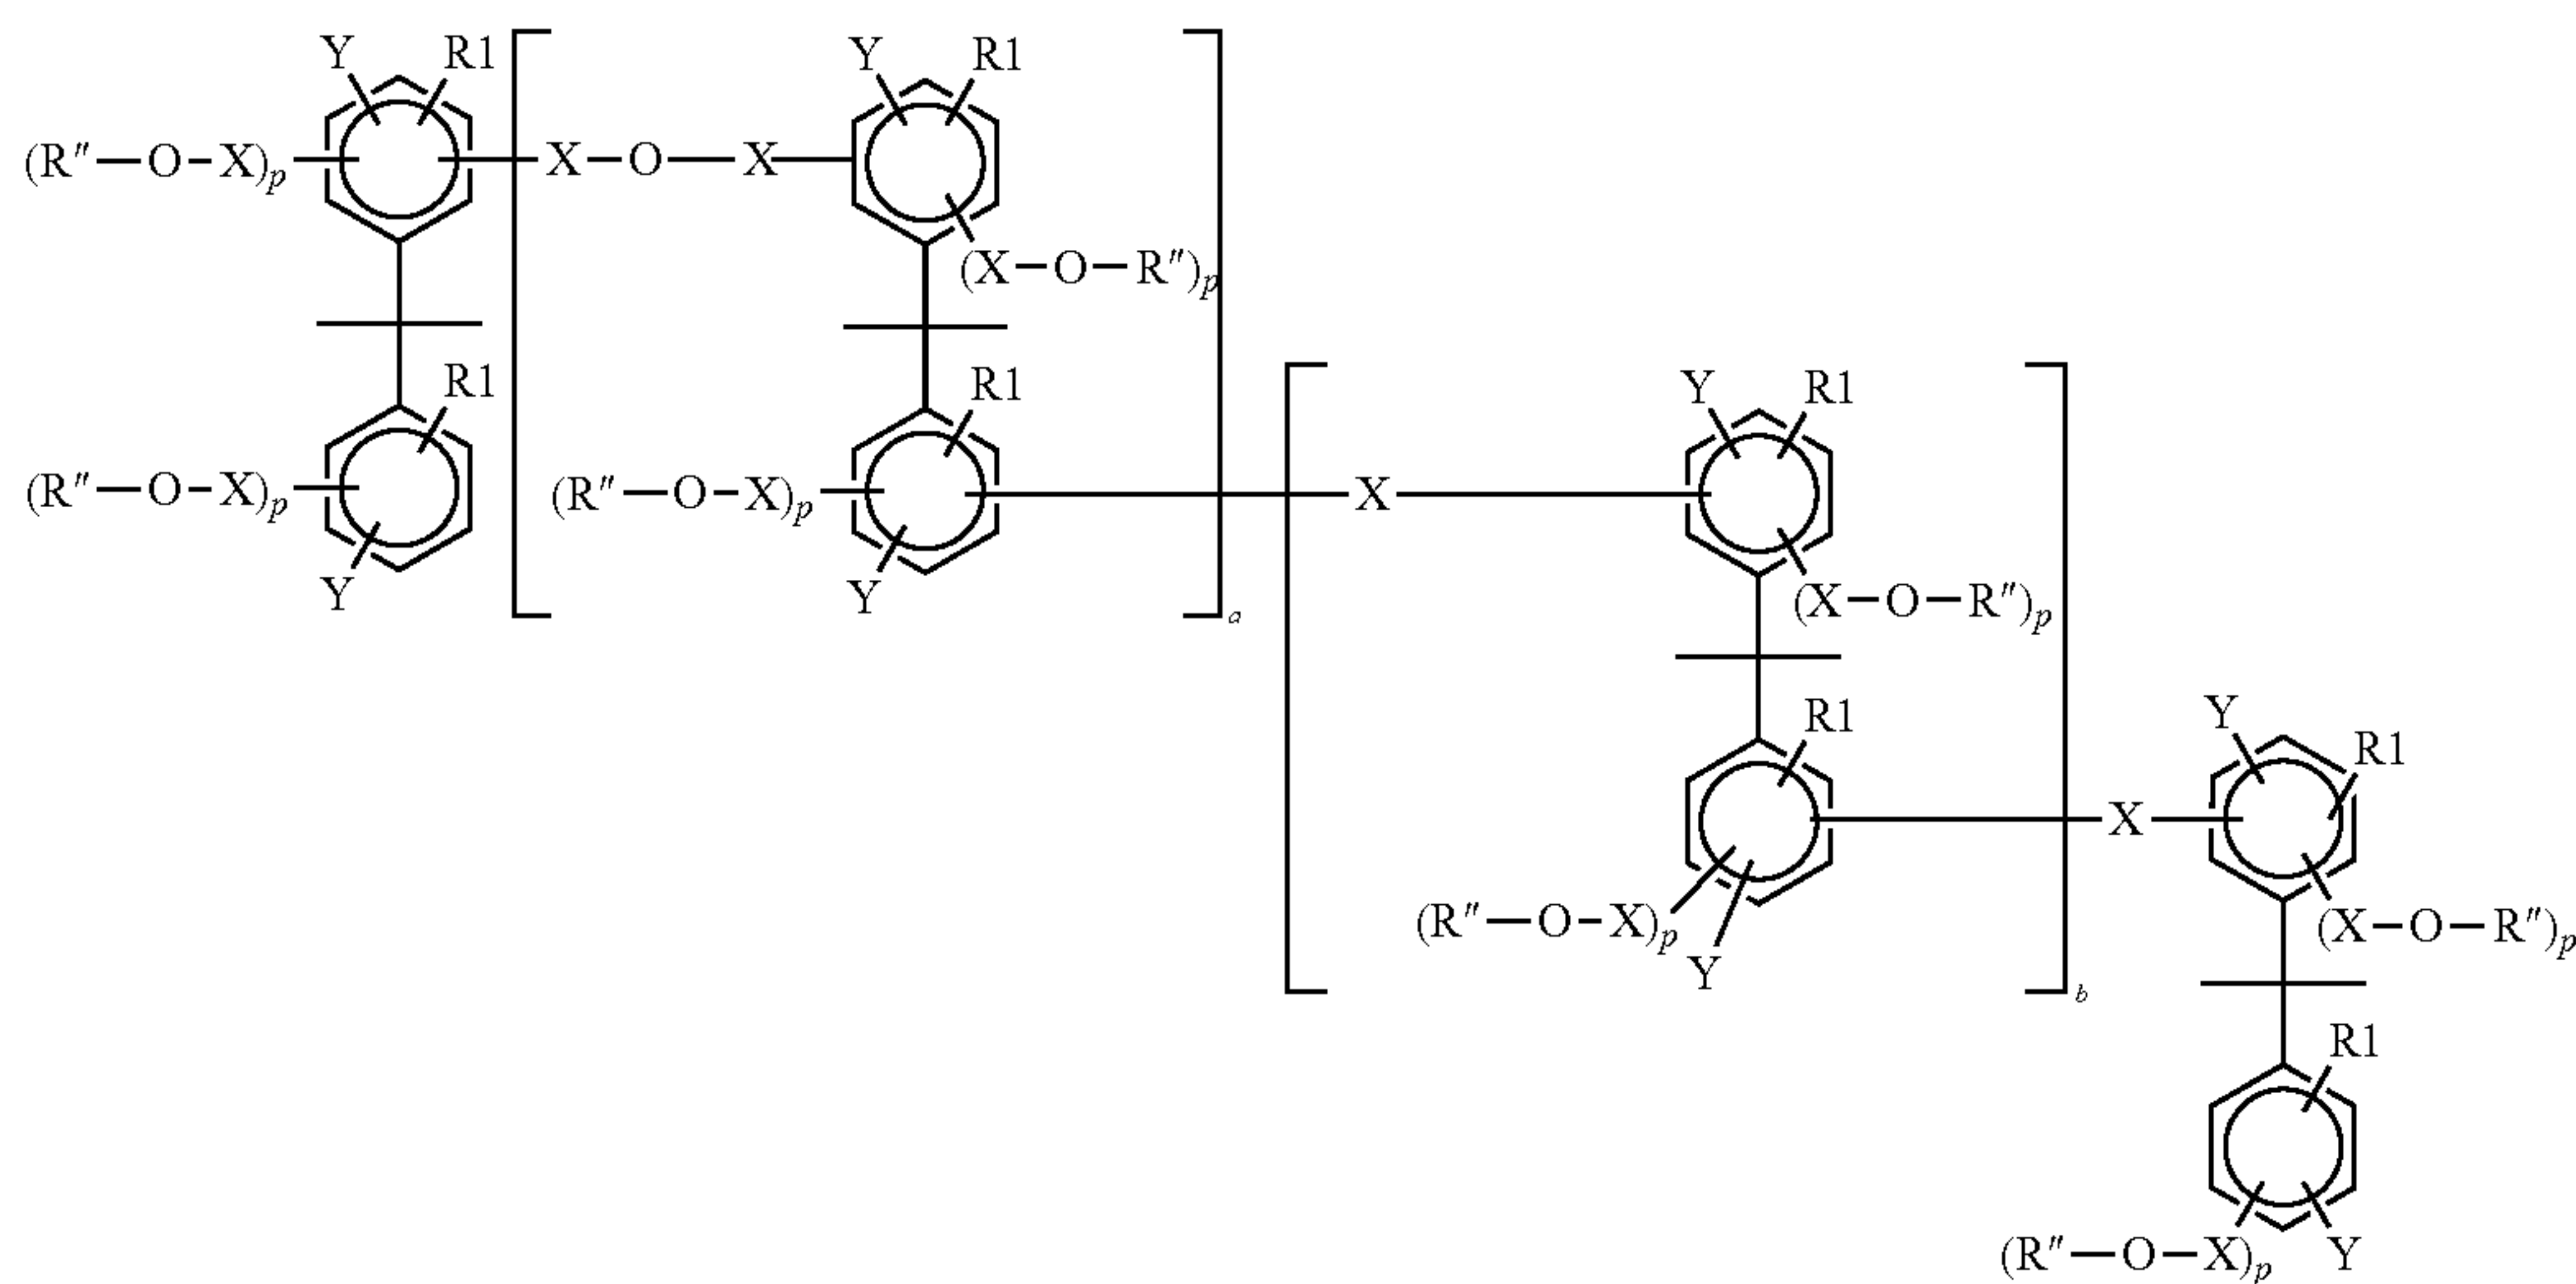 Y R1 Y R1
(R″—O—X)p X—O—X
(X—O—R″)p
R1 R1 Y R1
(R″—O—X)p (R″—O—X)p X
Y Y (X—O—R″)p
a
R1 Y R1
X
(R″—O—X)p (X—O—R″)p
Y
b
R1
(R″—O—X)p Y